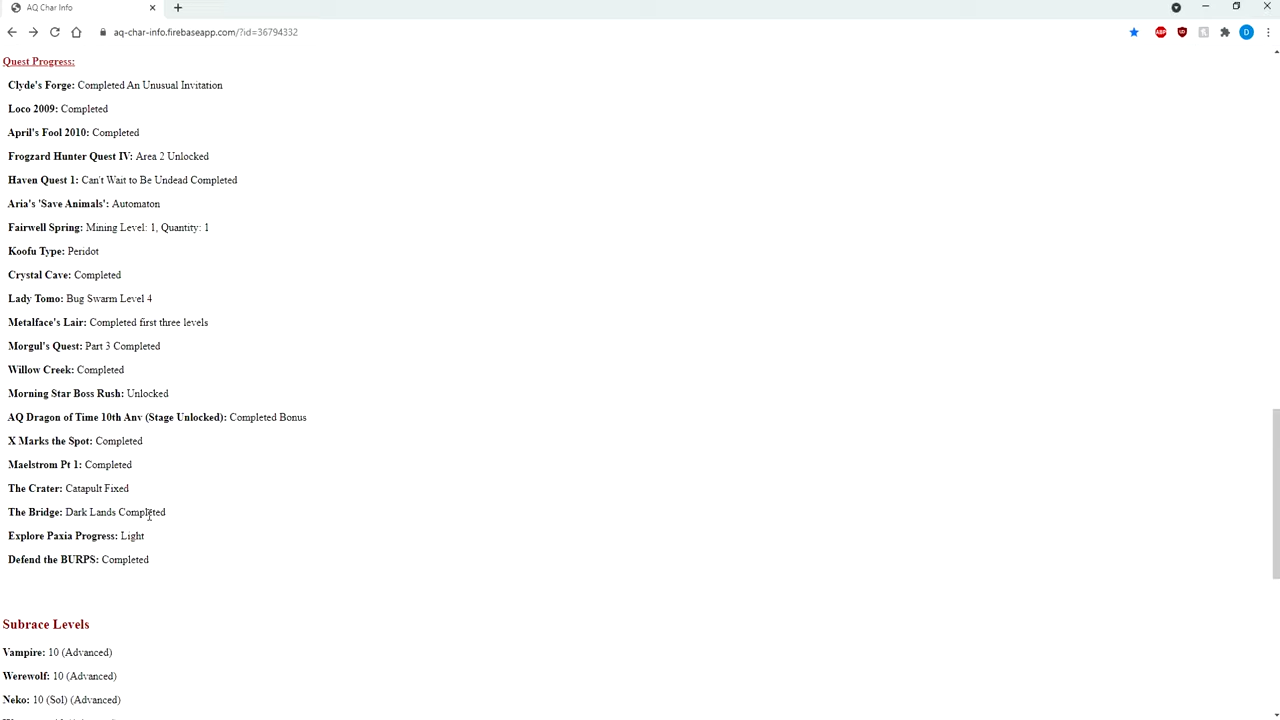 AQ Char Info
aq-char-info.firebaseapp.com/?id=36794332
ABP
D
Quest Progress:
Clyde's Forge: Completed An Unusual Invitation
Loco 2009: Completed
April's Fool 2010: Completed
Frogzard Hunter Quest IV: Area 2 Unlocked
Haven Quest 1: Can't Wait to Be Undead Completed
Aria's 'Save Animals': Automaton
Fairwell Spring: Mining Level: 1, Quantity: 1
Koofu Type: Peridot
Crystal Cave: Completed
Lady Tomo: Bug Swarm Level 4
Metalface's Lair: Completed first three levels
Morgul's Quest: Part 3 Completed
Willow Creek: Completed
Morning Star Boss Rush: Unlocked
AQ Dragon of Time 10th Anv (Stage Unlocked): Completed Bonus
X Marks the Spot: Completed
Maelstrom Pt 1: Completed
The Crater: Catapult Fixed
The Bridge: Dark Lands Completed
Explore Paxia Progress: Light
Defend the BURPS: Completed
Subrace Levels
Vampire: 10 (Advanced)
Werewolf: 10 (Advanced)
Neko: 10 (Sol) (Advanced)